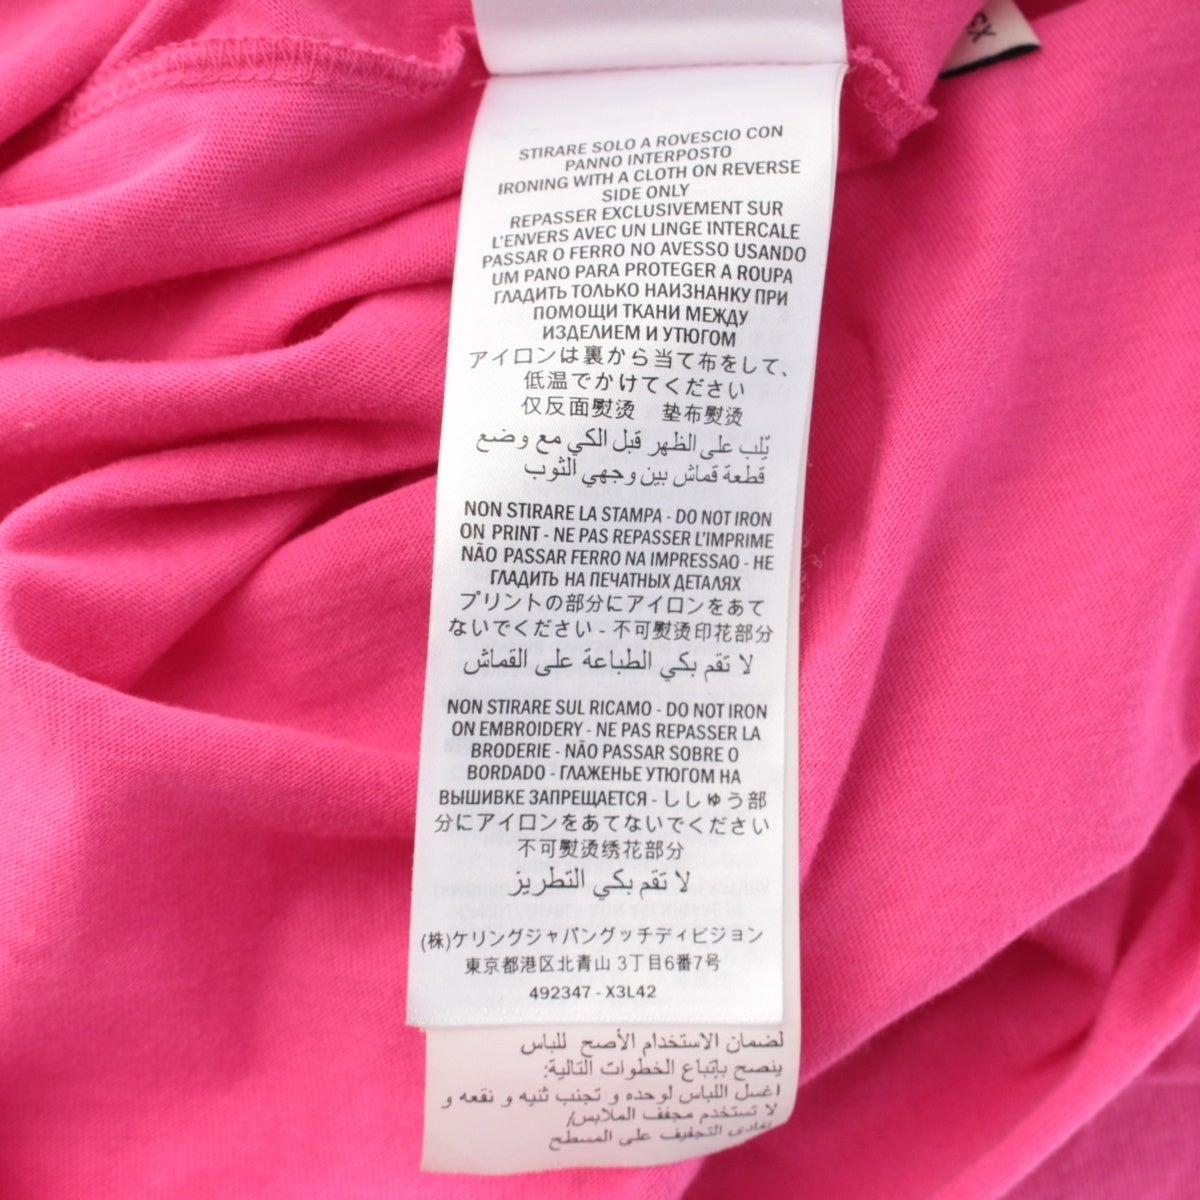 XS
STIRARE SOLO A ROVESCIO CON
PANNO INTERPOSTO
IRONING WITH A CLOTH ON REVERSE
SIDE ONLY
REPASSER EXCLUSIVEMENT SUR
L'ENVERS AVEC UN LINGE INTERCALE
PASSAR O FERRO NO AVESSO USANDO
UM PANO PARA PROTEGER A ROUPA
ГЛАДИТЬ ТОЛЬКО НАИЗНАНКУ ПРИ
ПОМОЩИ ТКАНИ МЕЖДУ
ИЗДЕЛИЕМ И УТЮГОМ
アイロンは裏から当て布をして、
低温でかけてください
仅反面熨烫 垫布熨烫
على الظهر قبل الكي مع وضع
قطعة قماش بين وجهي الثوب
NON STIRARE LA STAMPA - DO NOT IRON
ON PRINT - NE PAS REPASSER L'IMPRIME
NÃO PASSAR FERRO NA IMPRESSAO - НЕ
ГЛАДИТЬ НА ПЕЧАТНЫХ ДЕТАЛЯХ
プリントの部分にアイロンをあて
ないでください - 不可熨烫印花部分
لا تقم بكي الطباعة على القماش
NON STIRARE SUL RICAMO - DO NOT IRON
ON EMBROIDERY - NE PAS REPASSER LA
BRODERIE - NÃO PASSAR SOBRE O
BORDADO - ГЛАЖЕНЬЕ УТЮГОМ НА
ВЫШИВКЕ ЗАПРЕЩАЕТСЯ - ししゅう部
分にアイロンをあてないでください
不可熨烫绣花部分
لا تقم بكي التطريز
(株)ケリングジャパングッチディビジョン
東京都港区北青山 3丁目6番7号
492347 - X3L42
لضمان الاستخدام الأصح للباس
ينصح بإتباع الخطوات التالية:
اغسل اللباس لوحده و تجنب ثنيه و نقعه و
لا تستخدم مجفف الملابس/
تفادى التجفيف على المسطح